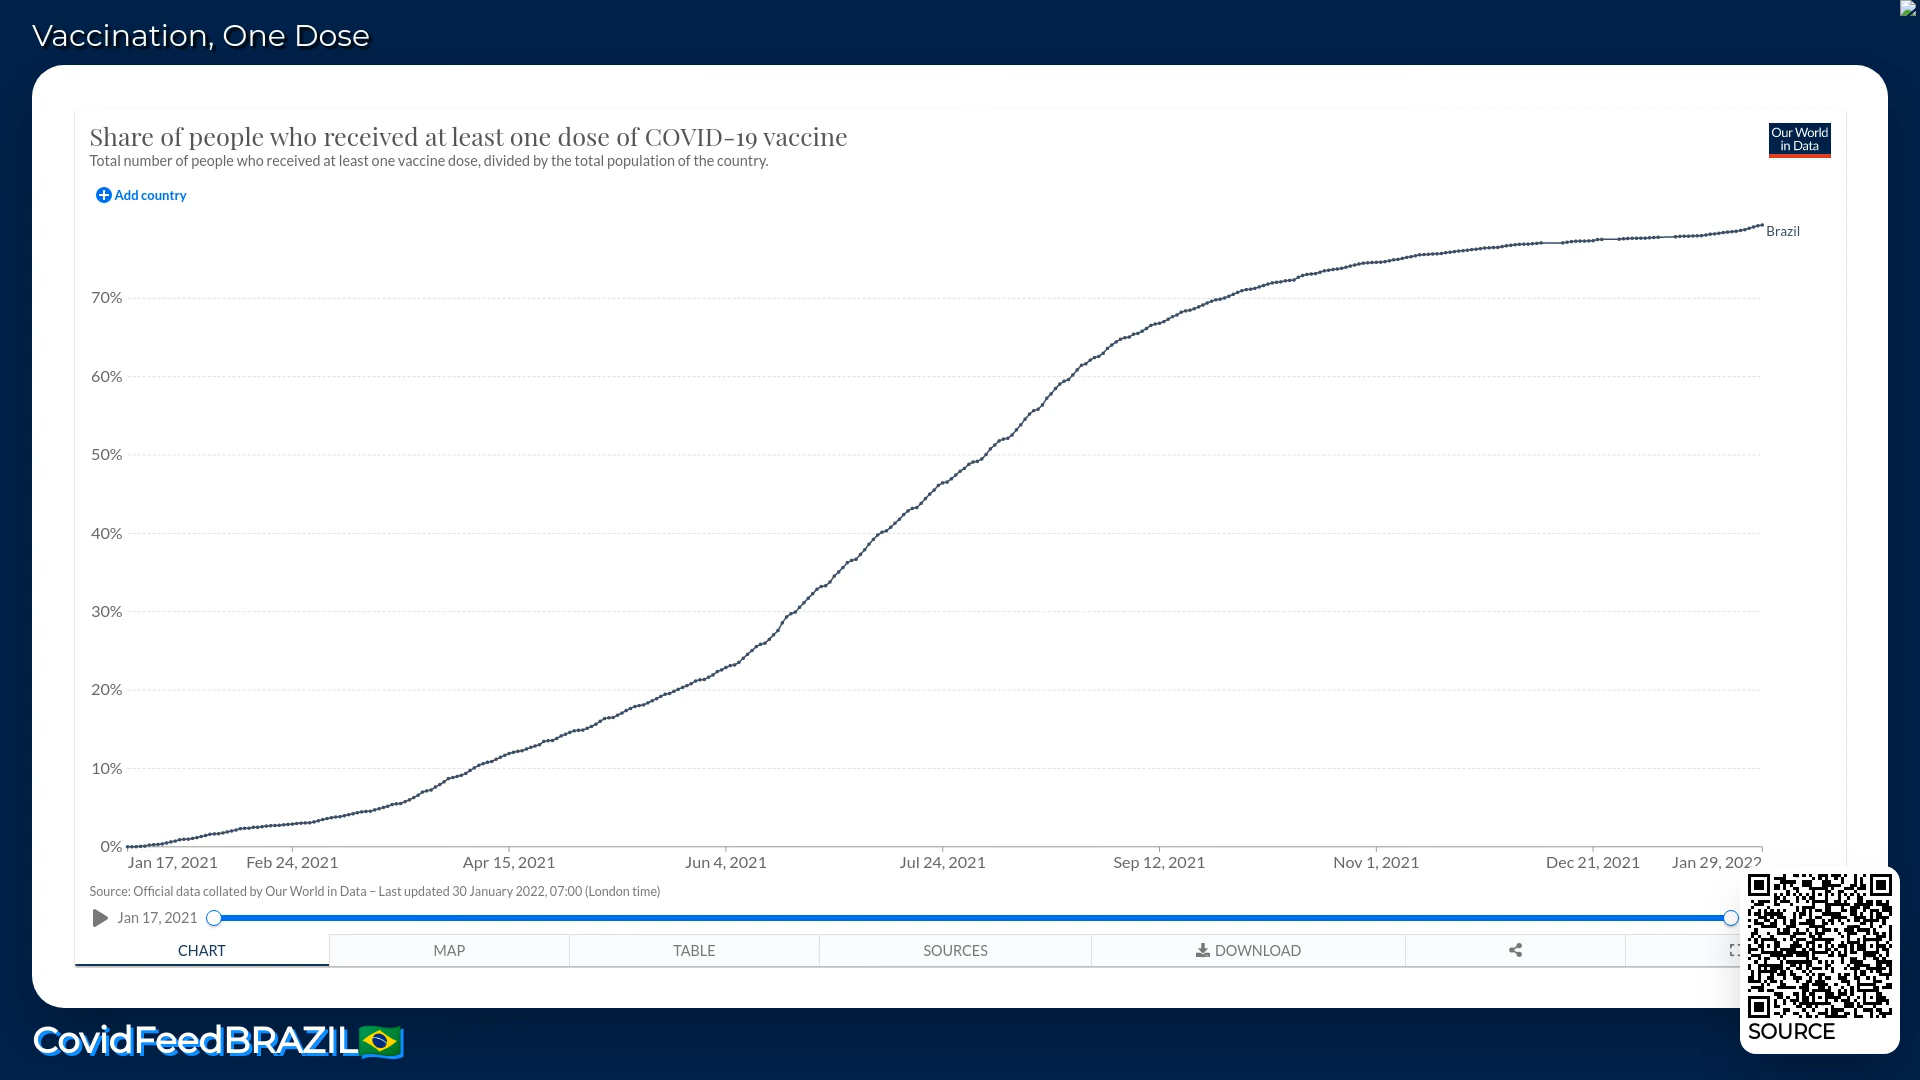 Vaccination, One Dose
Share of people who received at least one dose of COVID-19 vaccine
Total number of people who received at least one vaccine dose, divided by the total population of the country.
Our World
in Data
Add country
Brazil
70%
60%
50%
40%
30%
20%
10%
0%
Jan 17, 2021 Feb 24, 2021 Apr 15, 2021 Jun 4, 2021 Jul 24, 2021 Sep 12, 2021 Nov 1, 2021 Dec 21, 2021 Jan 29, 2022
Source: Official data collated by Our World in Data – Last updated 30 January 2022, 07:00 (London time)
Jan 17, 2021
CHART MAP TABLE SOURCES DOWNLOAD
SOURCE
CovidFeedBRAZIL